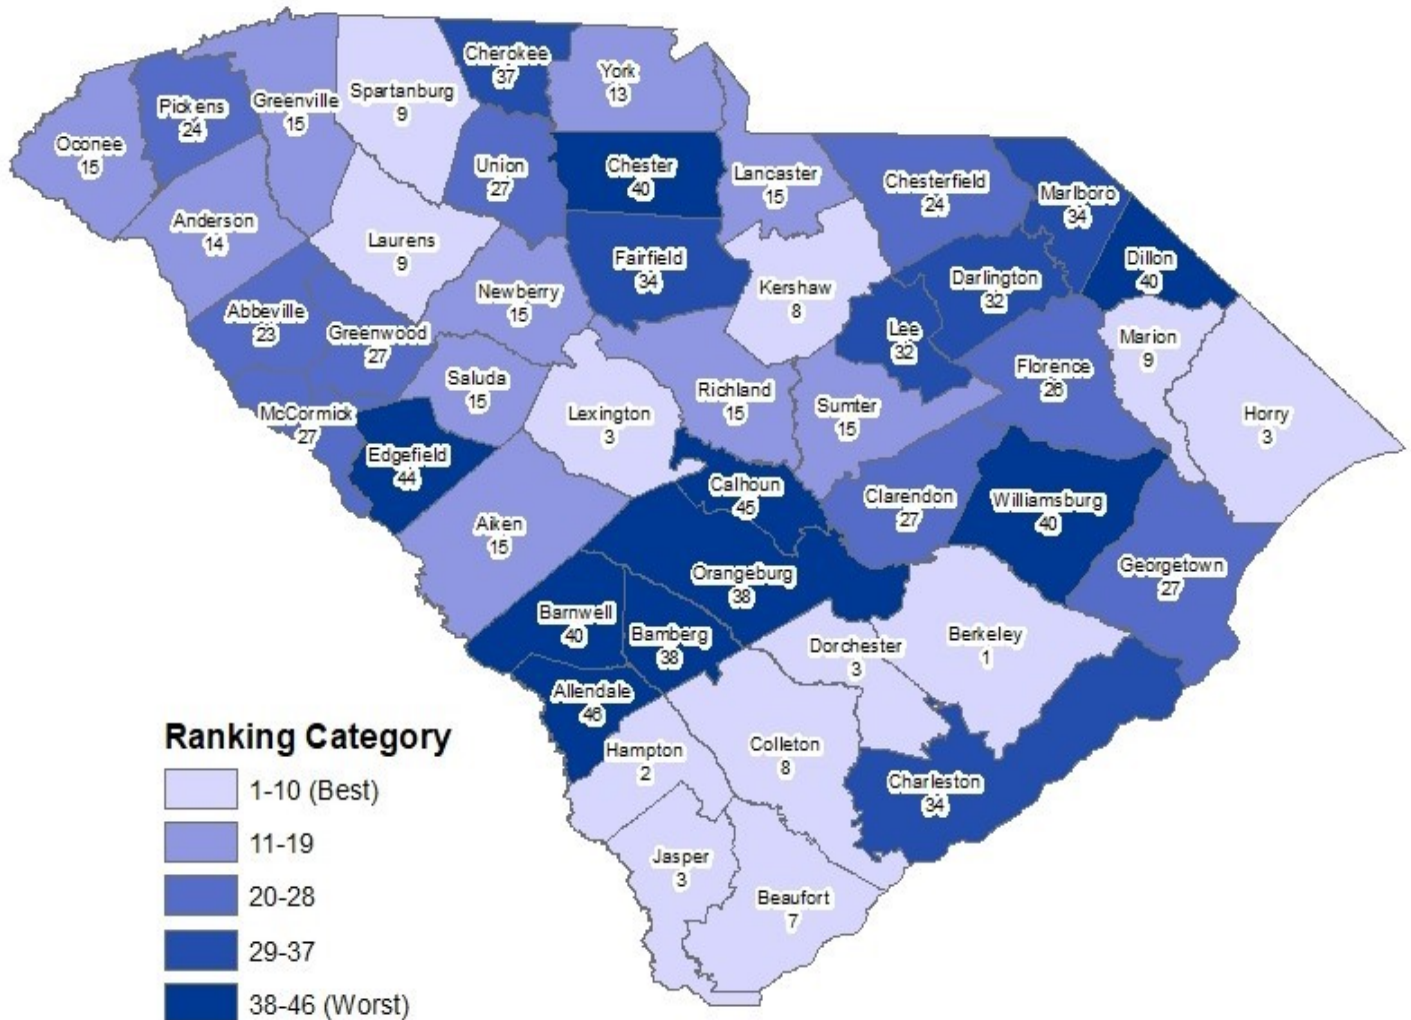 Cherokee
37
York
13
Spartanburg
9
Greenville
15
Pickens
24
Oconee
15
Union
27
Chester
40
Lancaster
15
Chesterfield
24
Marlboro
34
Anderson
14
Laurens
9
Fairfield
34
Dillon
40
Darlington
32
Kershaw
8
Newberry
15
Abbeville
23
Greenwood
27
Lee
32
Marion
9
Florence
26
Saluda
15
Richland
15
Sumter
15
McCormick
27
Lexington
3
Horry
3
Edgefield
44
Calhoun
45
Clarendon
27
Williamsburg
40
Aiken
15
Orangeburg
38
Georgetown
27
Barnwell
40
Bamberg
38
Dorchester
3
Berkeley
1
Allendale
46
Hampton
2
Colleton
8
Charleston
34
Jasper
3
Beaufort
7
Ranking Category
1-10 (Best)
11-19
20-28
29-37
38-46 (Worst)